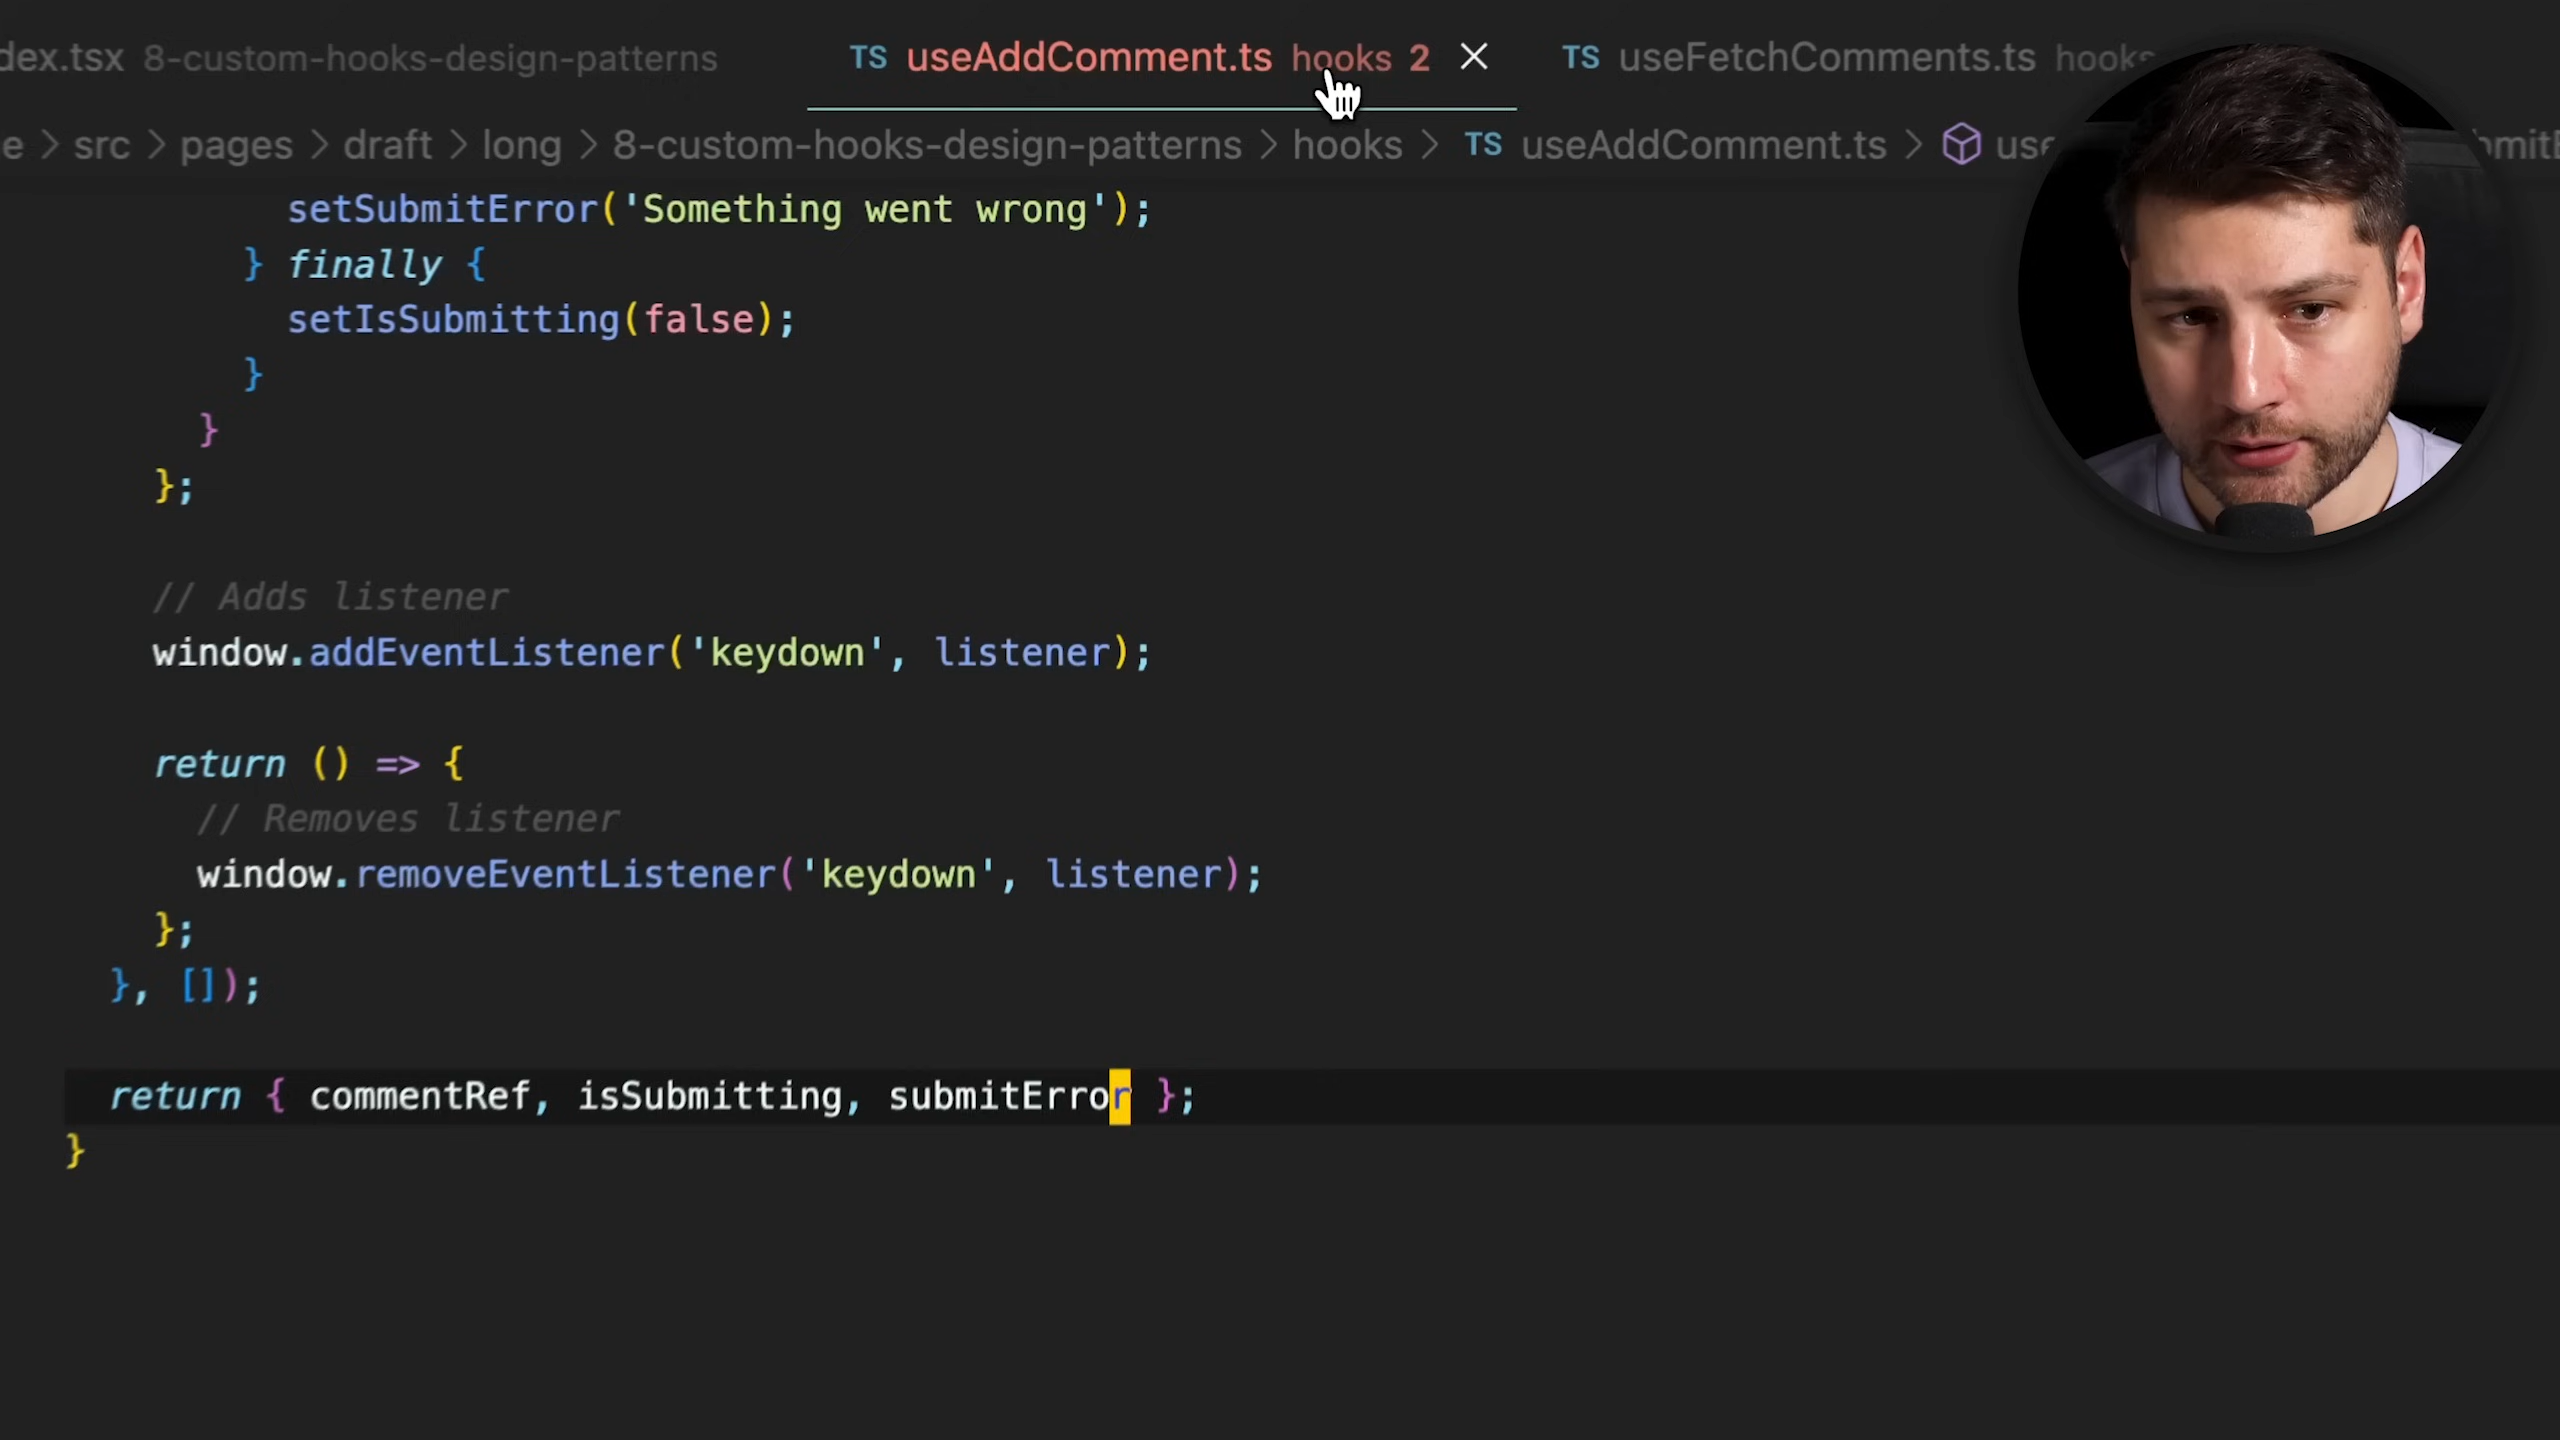 dex.tsx 8-custom-hooks-design-patterns TS useAddComment.ts hooks 2 TS useFetchComments.ts hooks
e > src > pages > draft > long > 8-custom-hooks-design-patterns > hooks > TS useAddComment.ts >
setSubmitError('Something went wrong');
} finally {
setIsSubmitting(false);
}
}
};
// Adds listener
window.addEventListener('keydown', listener);
return () => {
// Removes listener
window.removeEventListener('keydown', listener);
};
}, []);
return { commentRef, isSubmitting, submitError };
}